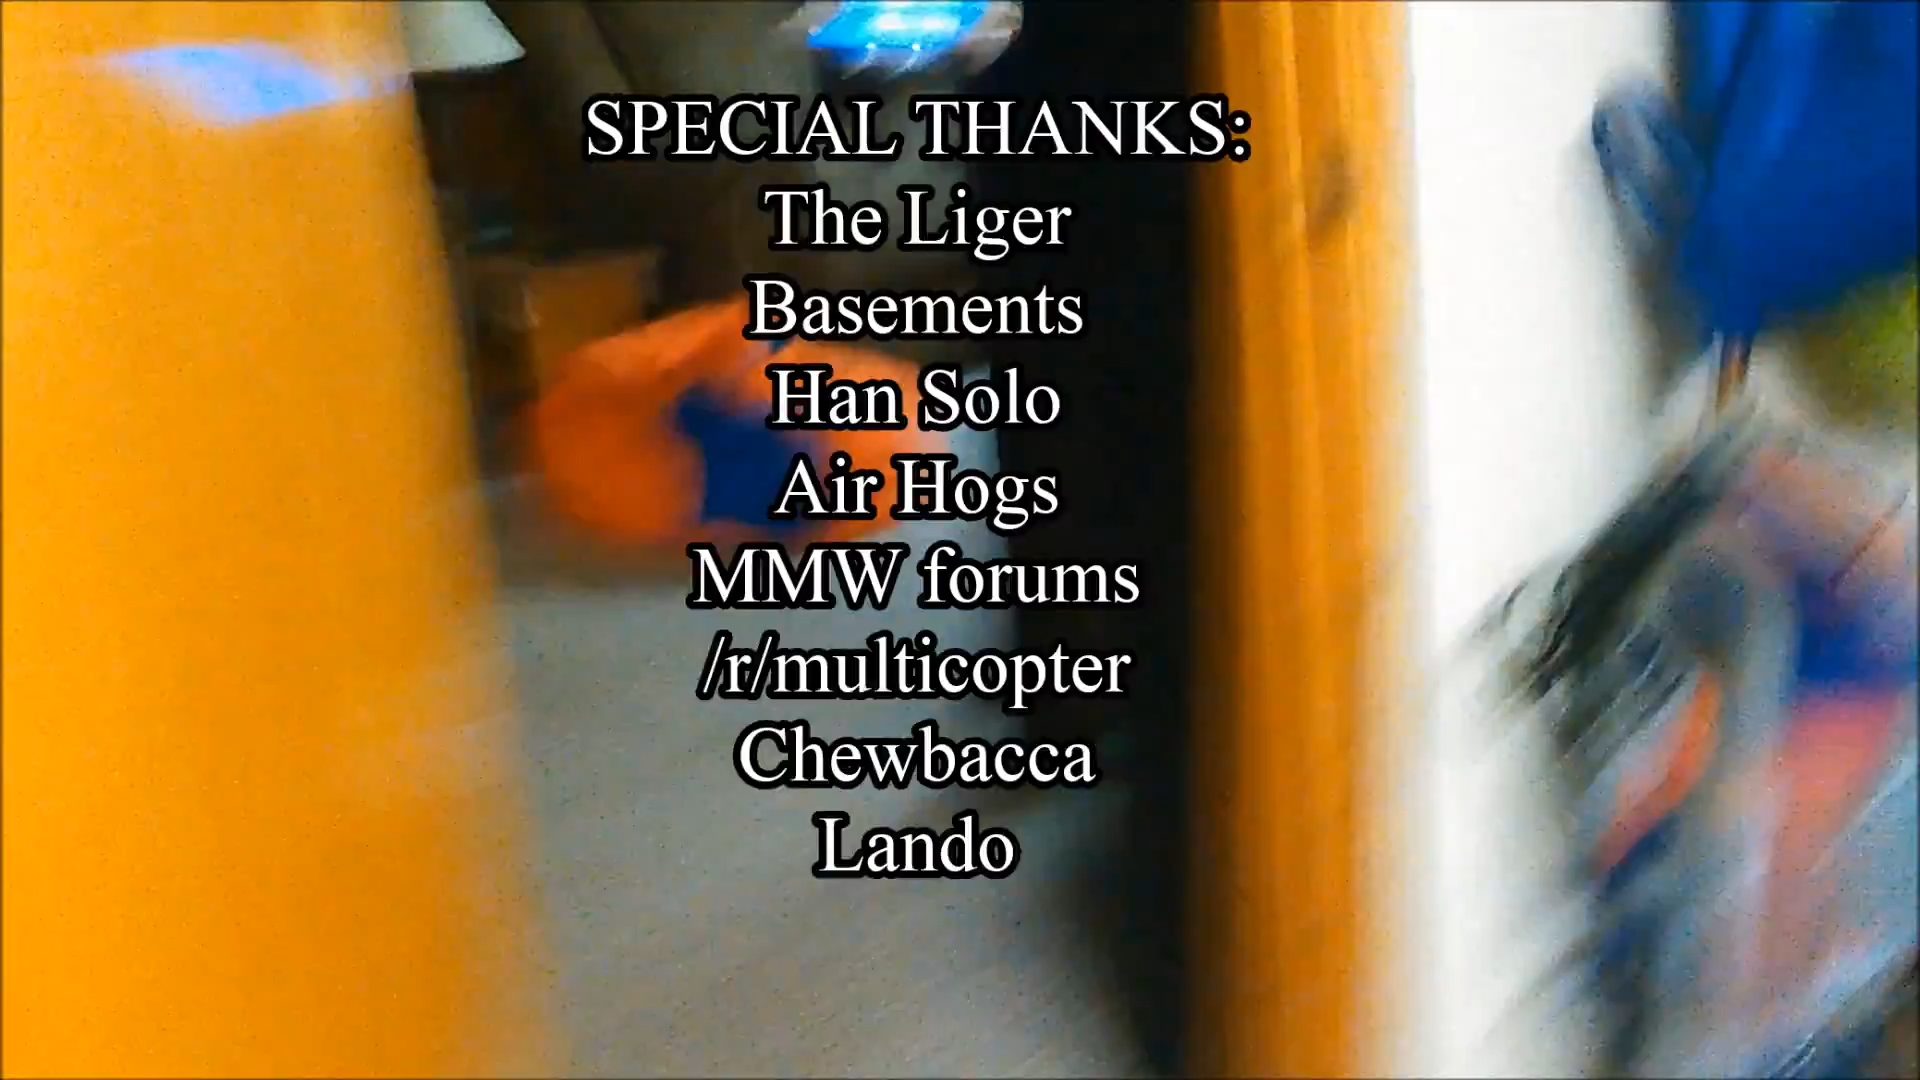 SPECIAL THANKS:
The Liger
Basements
Han Solo
Air Hogs
MMW forums
/r/multicopter
Chewbacca
Lando